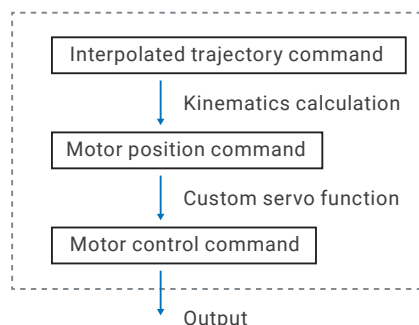 Interpolated trajectory command
Kinematics calculation
Motor position command
Custom servo function
Motor control command
Output